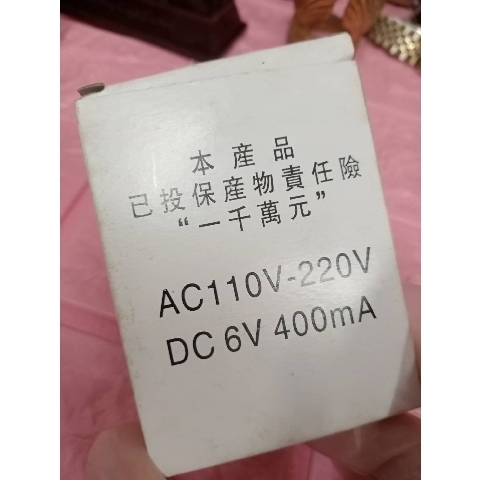 本產品
已投保產物責任險
“一千萬元”
AC110V-220V
DC 6V 400mA